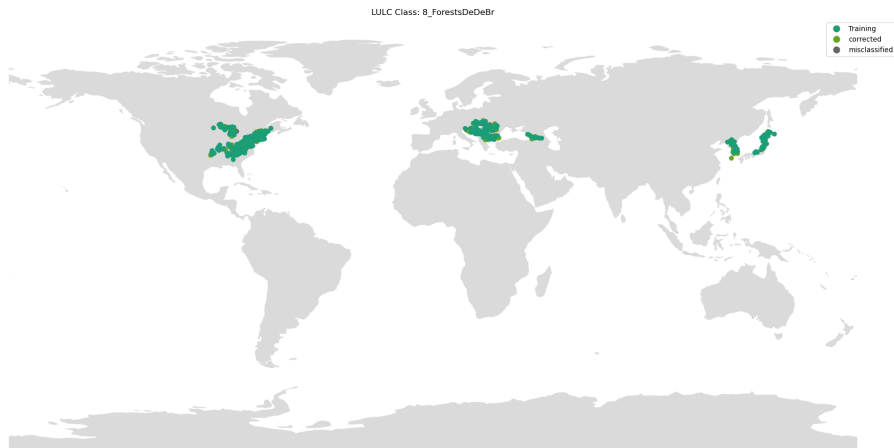 LULC Class: 8_ForestsDeDeBr
Training
corrected
misclassified